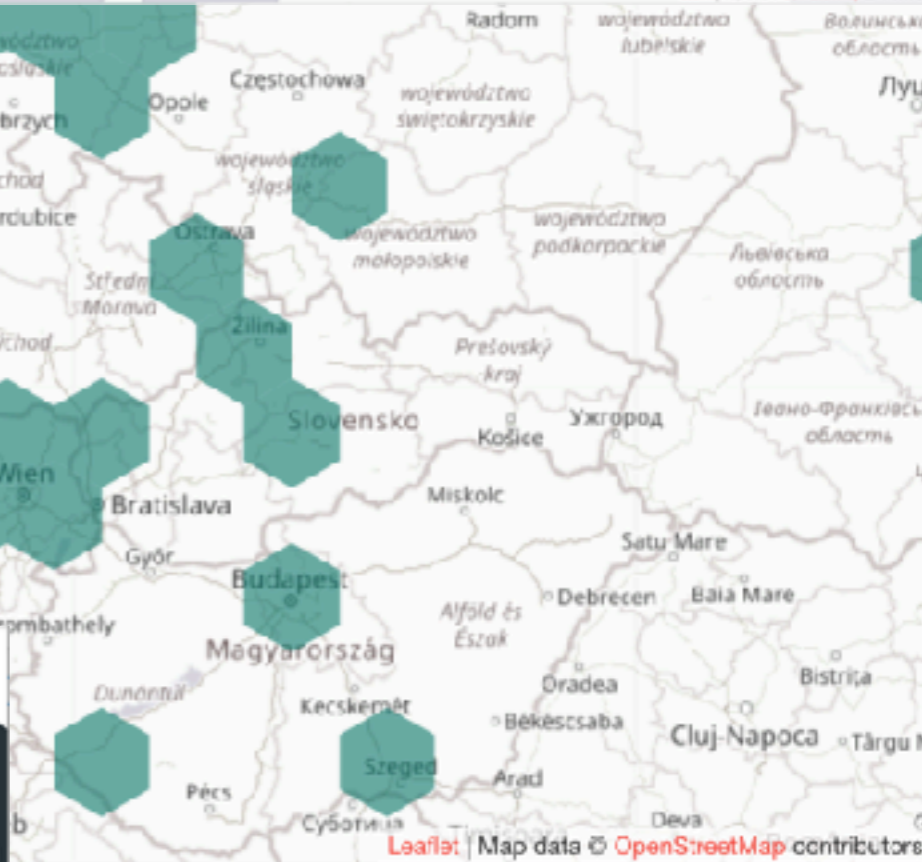 Radom
województwo
lubelskie
Волинська
область
Częstochowa
Opole
województwo
świętokrzyskie
województwo
śląskie
Ostrava
województwo
małopolskie
województwo
podkarpackie
Львівська
область
Střední
Morava
Žilina
Prešovský
kraj
Slovensko
Košice
Ужгород
Івано-Франківсь
область
Wien
Bratislava
Miskolc
Győr
Satu Mare
Budapest
Debrecen
Baia Mare
Alföld és
Észak
Magyarország
Dunántúl
Kecskemét
Oradea
Bistrița
Békéscsaba
Cluj-Napoca
Szeged
Arad
Pécs
Суботица
Deva
Leaflet | Map data © OpenStreetMap contributors